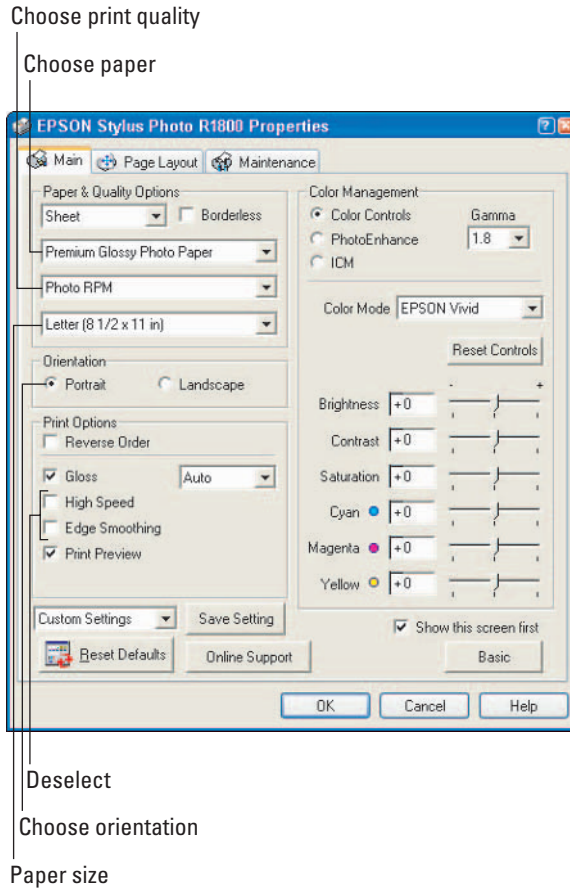 Choose print quality
Choose paper
EPSON Stylus Photo R1800 Properties
Main
Page Layout
Maintenance
Paper & Quality Options
Sheet
Borderless
Premium Glossy Photo Paper
Photo RPM
Letter (8 1/2 x 11 in)
Orientation
Portrait
Landscape
Print Options
Reverse Order
Gloss
Auto
High Speed
Edge Smoothing
Print Preview
Custom Settings
Save Setting
Reset Defaults
Online Support
Color Management
Color Controls
Gamma
PhotoEnhance
1.8
ICM
Color Mode
EPSON Vivid
Reset Controls
- +
Brightness +0
Contrast +0
Saturation +0
Cyan +0
Magenta +0
Yellow +0
Show this screen first
Basic
OK
Cancel
Help
Deselect
Choose orientation
Paper size